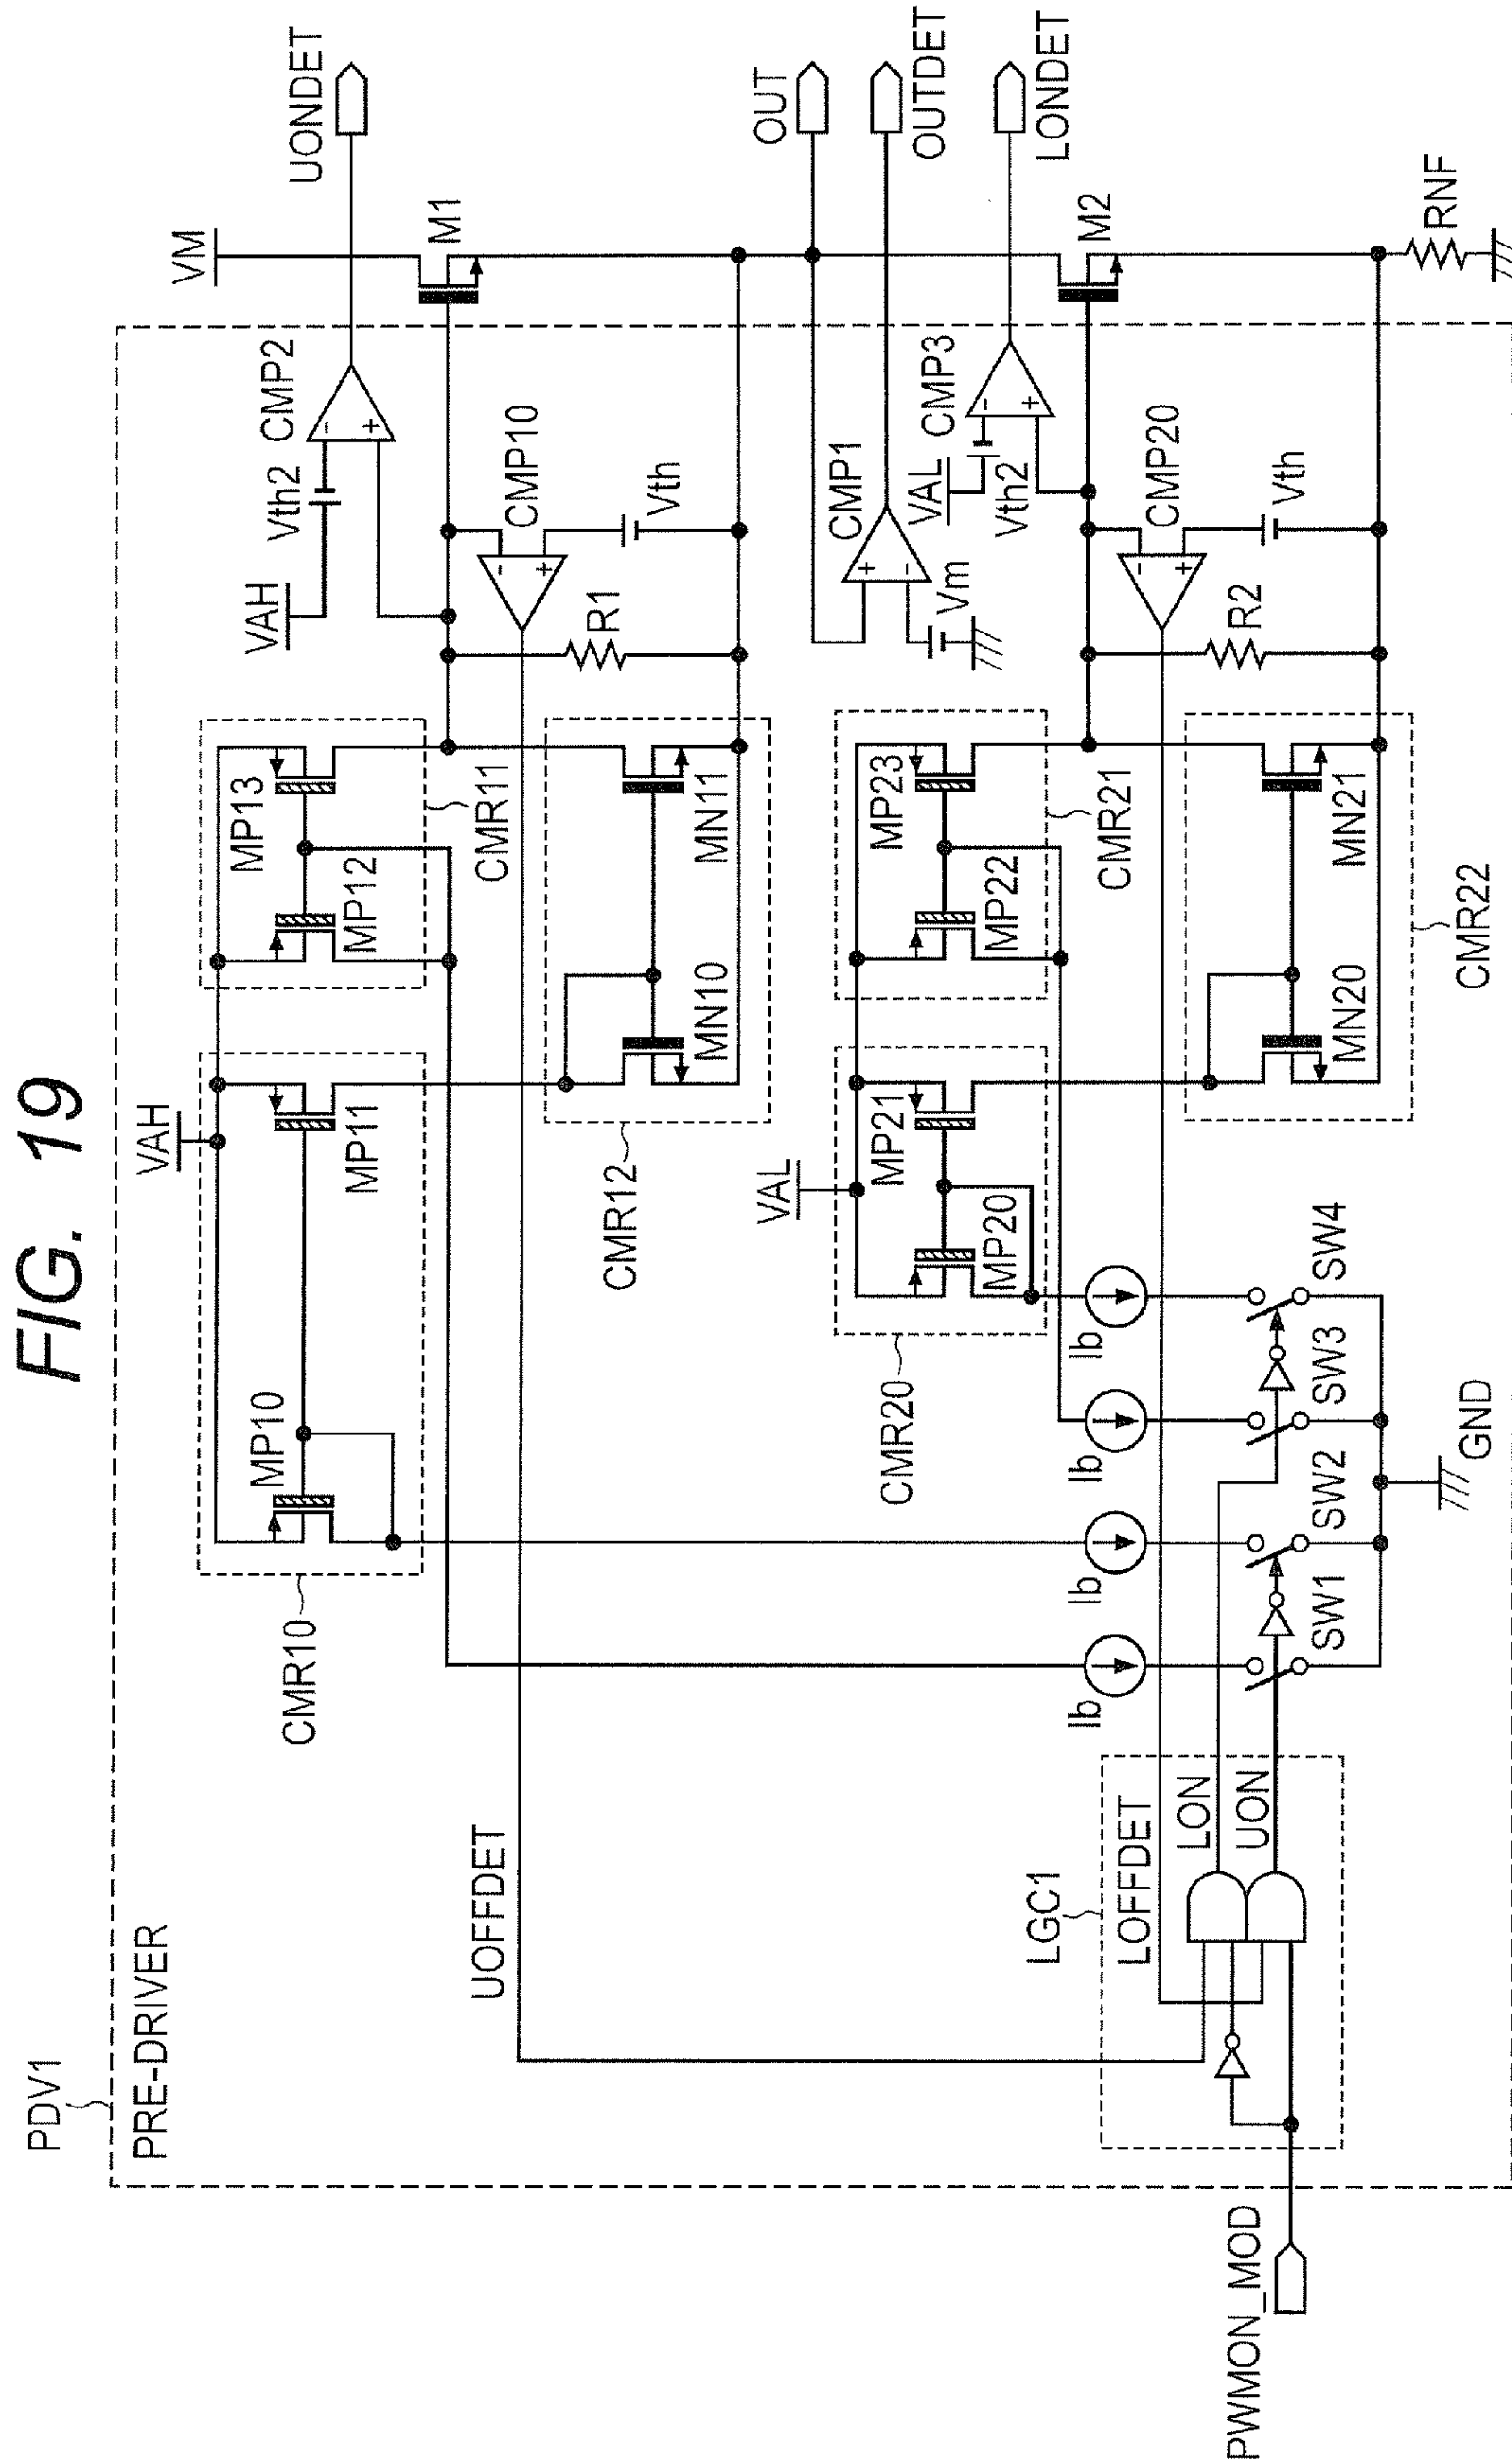 FIG. 19
PDV1
PRE-DRIVER
VAH
VM
UONDET
CMR10
MP10
MP11
MP12
MP13
CMR11
VAH
Vth2
CMP2
-
+
M1
UOFFDET
CMR12
MN10
MN11
R1
CMP10
-
+
Vth
OUT
OUTDET
LONDET
VAL
CMR20
MP20
MP21
MP22
MP23
CMR21
CMP1
+
-
Vm
VAL
Vth2
CMP3
-
+
M2
CMR22
MN20
MN21
R2
CMP20
-
+
Vth
RNF
Ib
Ib
Ib
Ib
SW1
SW2
SW3
SW4
GND
LGC1
LOFFDET
LON
UON
PWMON_MOD